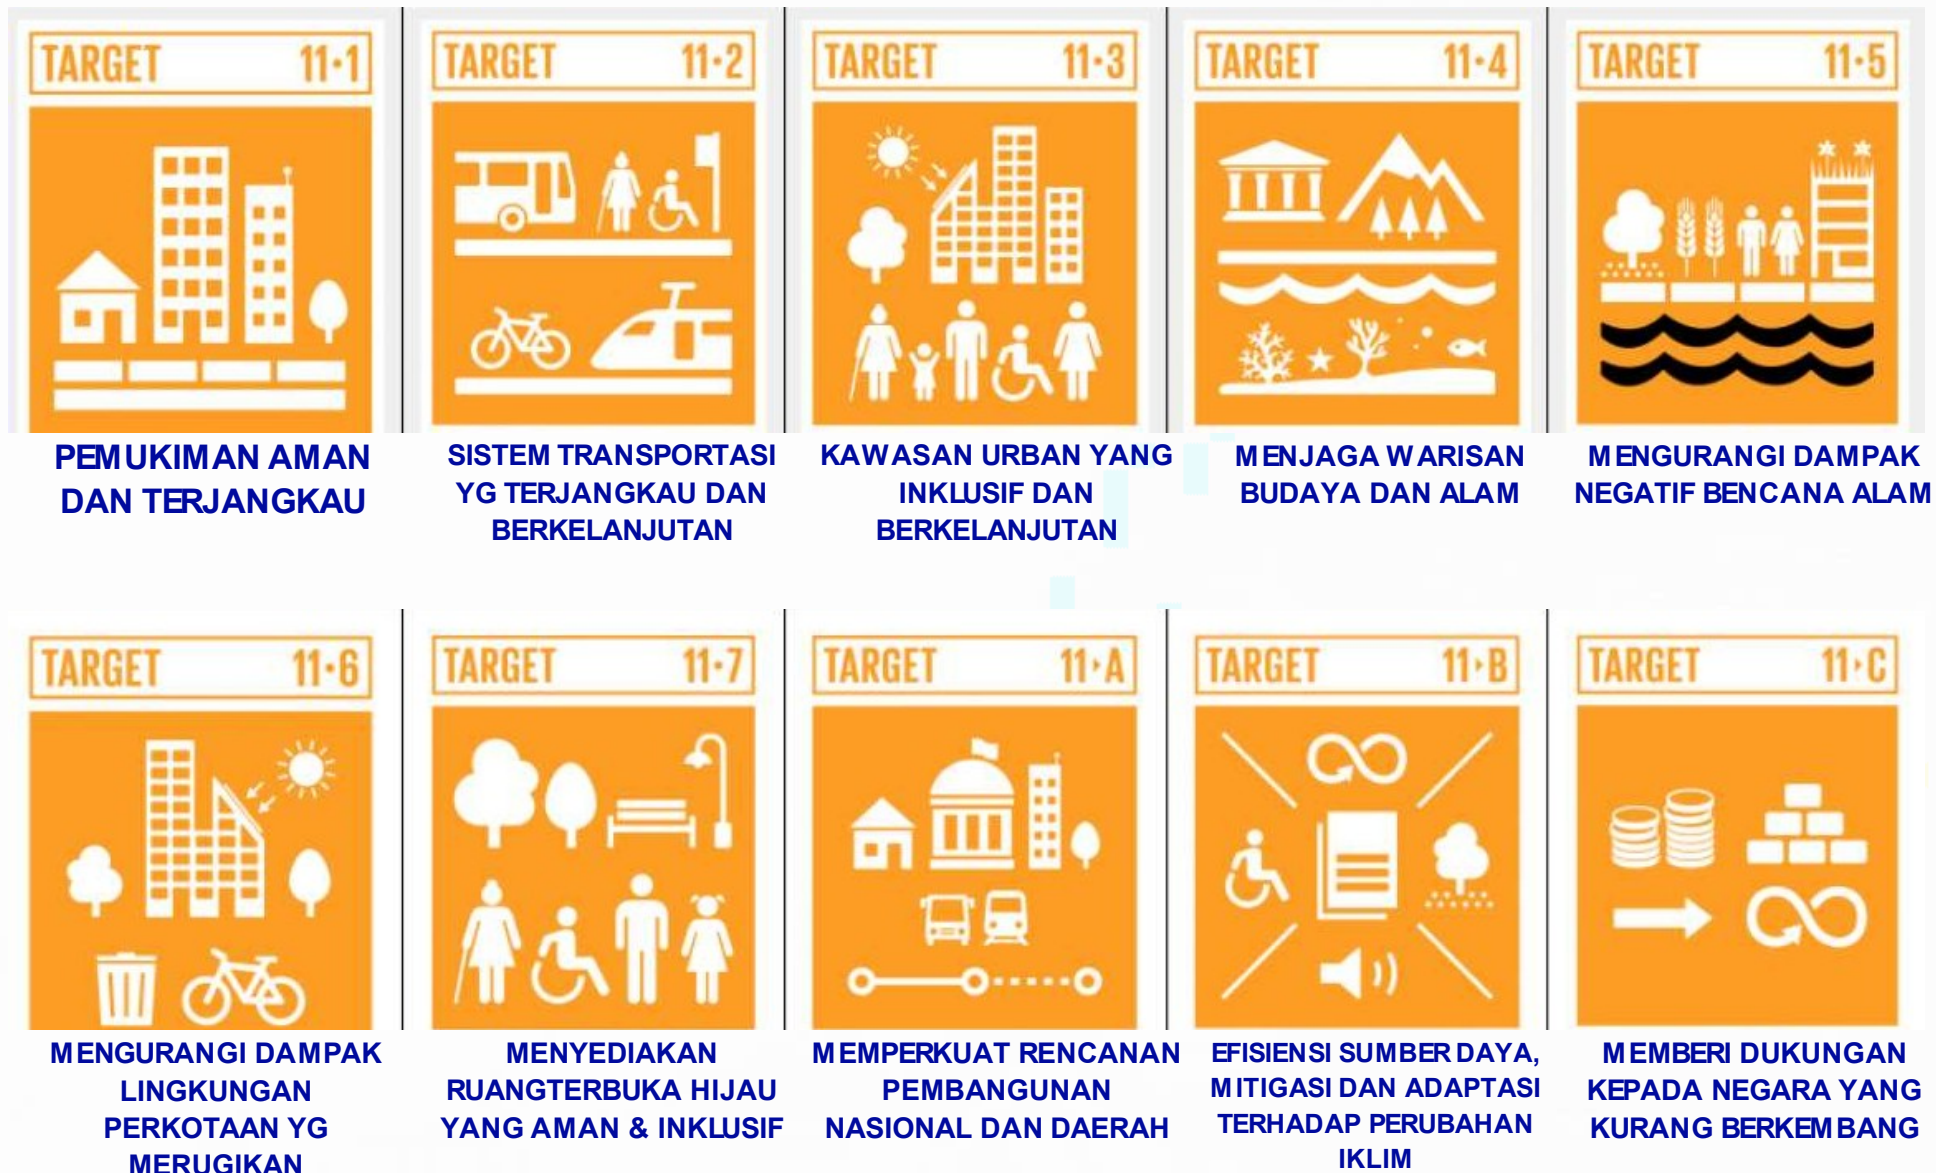 TARGET 11·1
PEMUKIMAN AMAN
DAN TERJANGKAU
TARGET 11·2
SISTEM TRANSPORTASI
YG TERJANGKAU DAN
BERKELANJUTAN
TARGET 11·3
KAWASAN URBAN YANG
INKLUSIF DAN
BERKELANJUTAN
TARGET 11·4
MENJAGA WARISAN
BUDAYA DAN ALAM
TARGET 11·5
MENGURANGI DAMPAK
NEGATIF BENCANA ALAM
TARGET 11·6
MENGURANGI DAMPAK
LINGKUNGAN
PERKOTAAN YG
MERUGIKAN
TARGET 11·7
MENYEDIAKAN
RUANGTERBUKA HIJAU
YANG AMAN & INKLUSIF
TARGET 11‣A
MEMPERKUAT RENCANAN
PEMBANGUNAN
NASIONAL DAN DAERAH
TARGET 11‣B
EFISIENSI SUMBER DAYA,
MITIGASI DAN ADAPTASI
TERHADAP PERUBAHAN
IKLIM
TARGET 11‣C
MEMBERI DUKUNGAN
KEPADA NEGARA YANG
KURANG BERKEMBANG